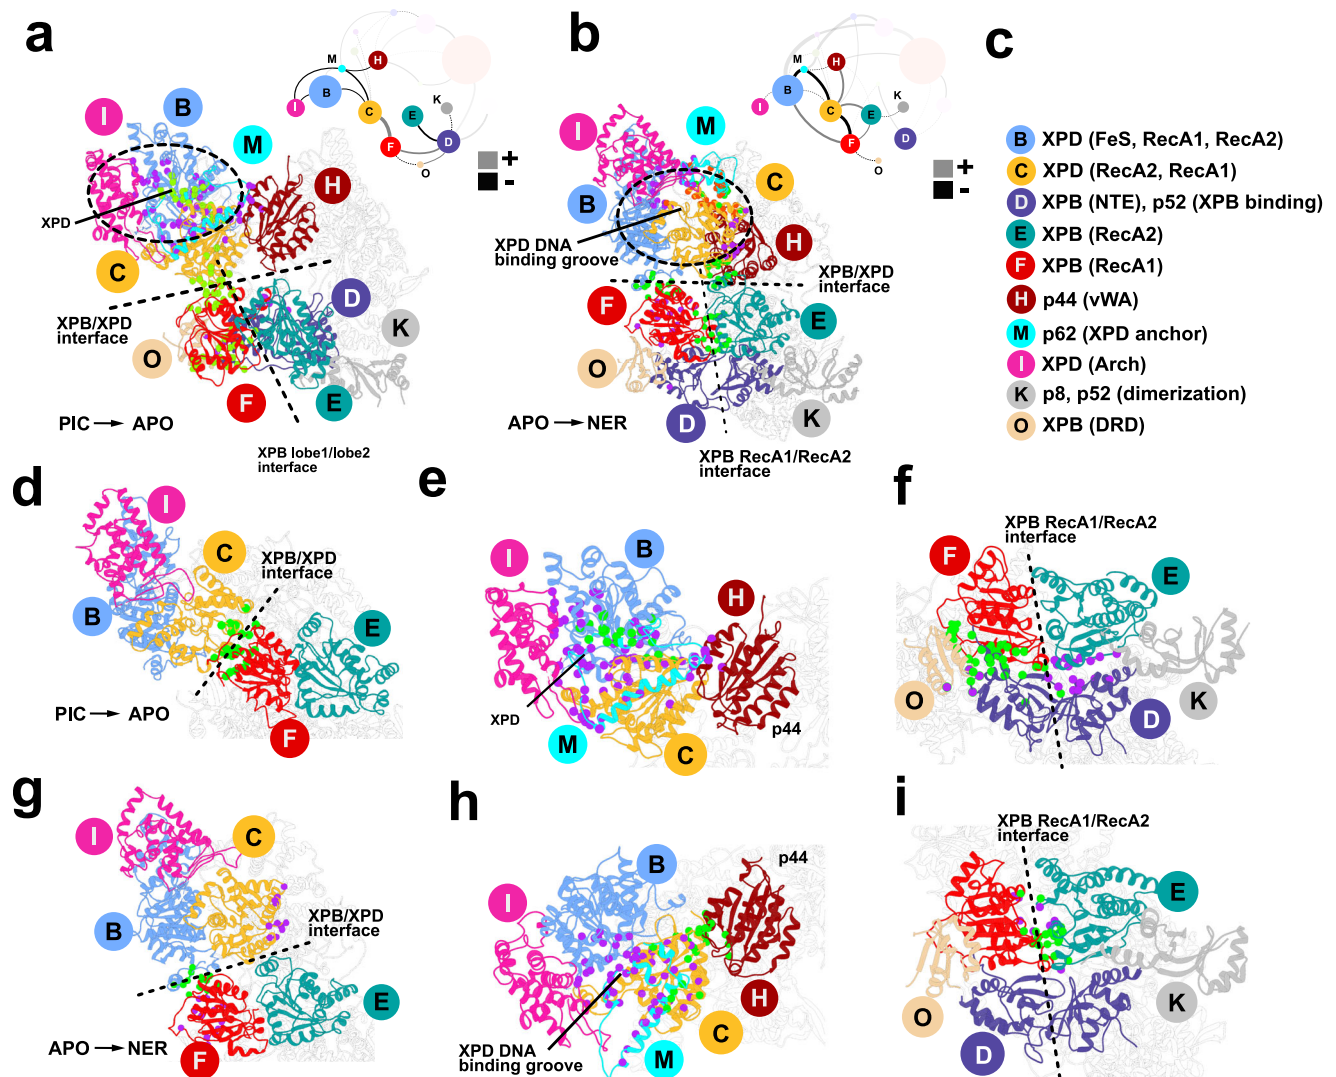 a
M
H
B
I
C
E
K
F
D
O
+
-
I
B
M
H
XPD
C
D
K
XPB/XPD
interface
O
F
E
PIC → APO
XPB lobe1/lobe2
interface
b
M
H
B
I
C
E
K
F
D
O
+
-
I
M
C
B
H
XPD DNA
binding groove
XPB/XPD
interface
F
E
O
D
K
APO → NER
XPB RecA1/RecA2
interface
c
B XPD (FeS, RecA1, RecA2)
C XPD (RecA2, RecA1)
D XPB (NTE), p52 (XPB binding)
E XPB (RecA2)
F XPB (RecA1)
H p44 (vWA)
M p62 (XPD anchor)
I XPD (Arch)
K p8, p52 (dimerization)
O XPB (DRD)
d
I
C
XPB/XPD
interface
B
E
PIC → APO
F
e
I
B
H
XPD
M
C
p44
f
XPB RecA1/RecA2
interface
F
E
O
D
K
g
I
C
B
XPB/XPD
interface
E
APO → NER
F
h
B
p44
I
H
XPD DNA
binding groove
M
C
i
XPB RecA1/RecA2
interface
E
O
K
D